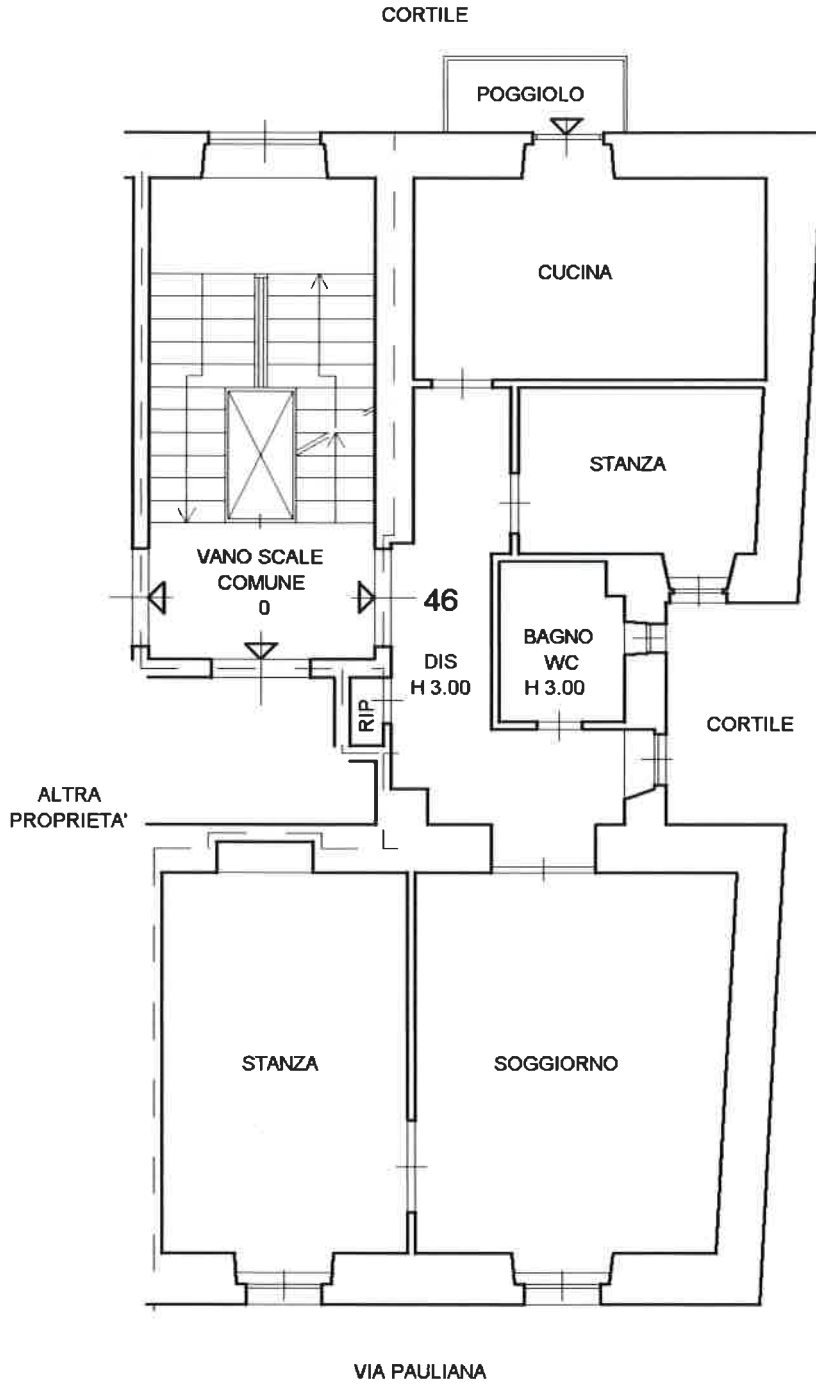 CORTILE
POGGIOLO
CUCINA
STANZA
VANO SCALE
COMUNE
0
46
BAGNO
WC
H 3.00
DIS
H 3.00
RIP
CORTILE
ALTRA
PROPRIETA'
STANZA
SOGGIORNO
VIA PAULIANA